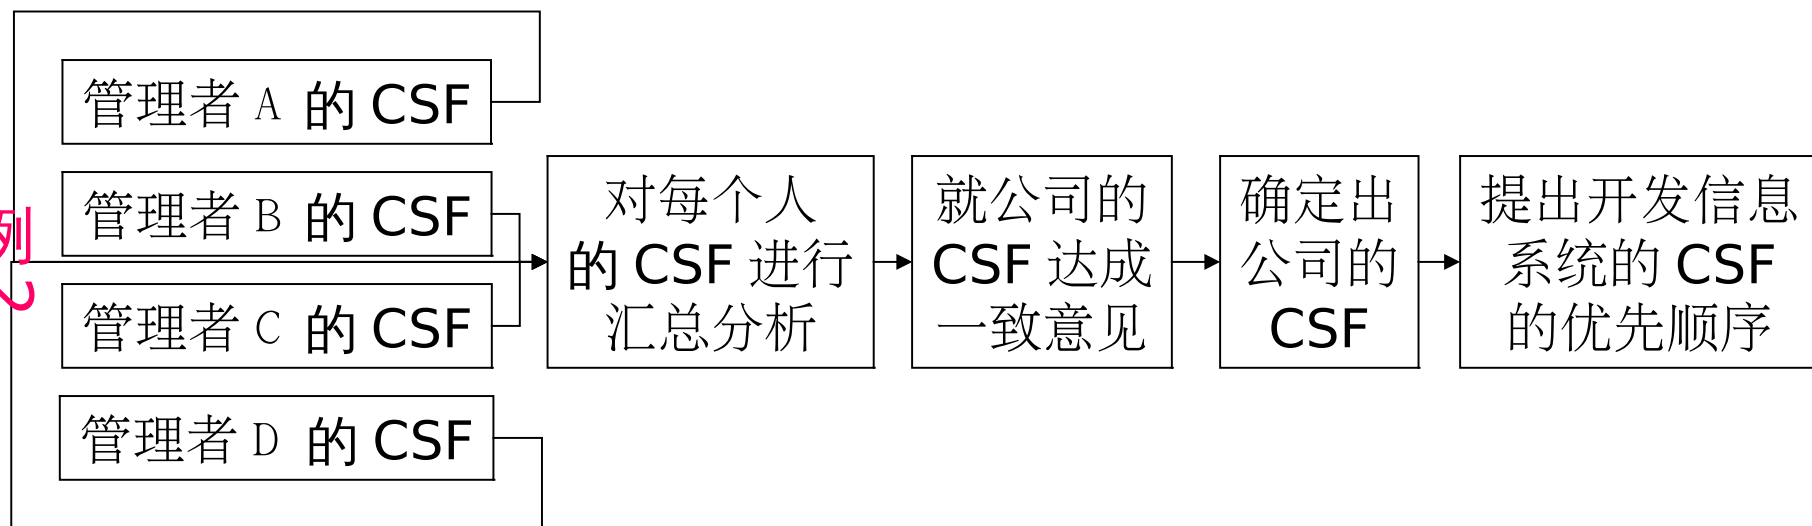 管理者 A 的 CSF
管理者 B 的 CSF
管理者 C 的 CSF
管理者 D 的 CSF
例2
对每个人
的 CSF 进行
汇总分析
就公司的
CSF 达成
一致意见
确定出
公司的
CSF
提出开发信息
系统的 CSF
的优先顺序